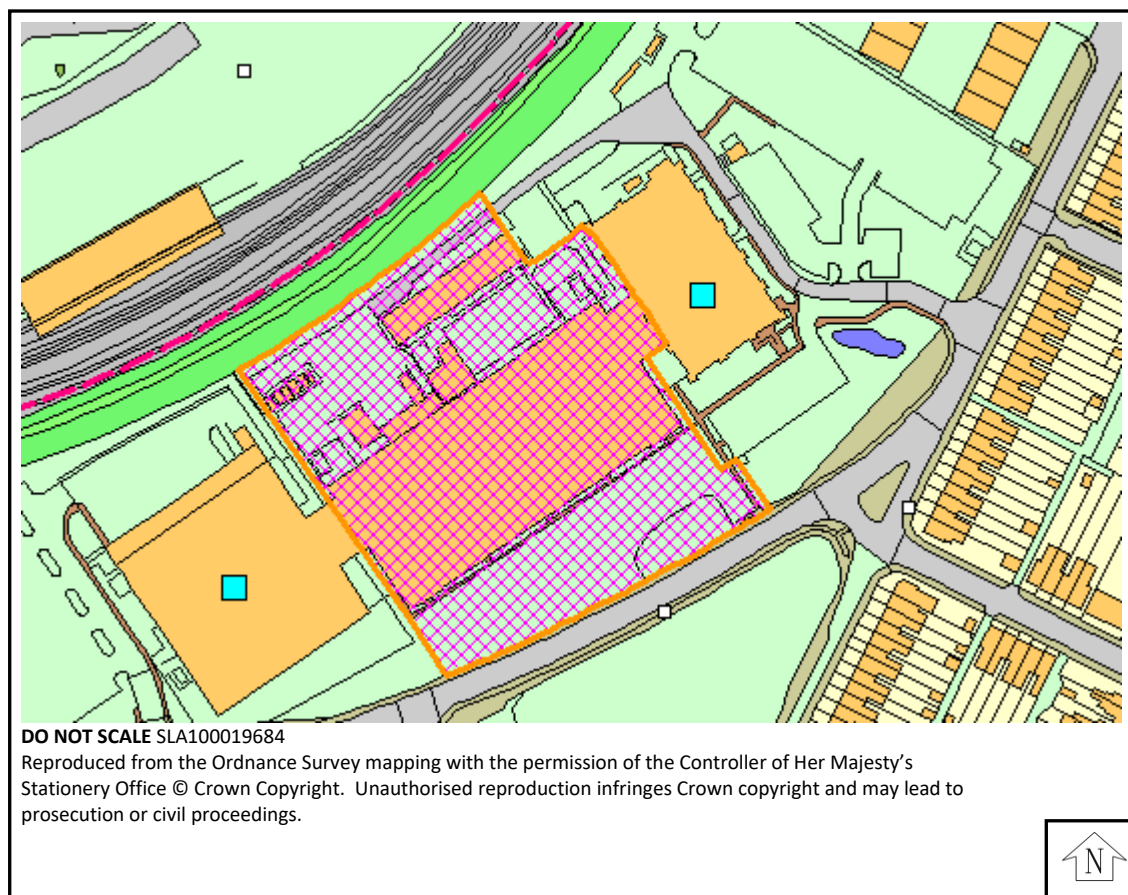 DO NOT SCALE SLA100019684
Reproduced from the Ordnance Survey mapping with the permission of the Controller of Her Majesty’s
Stationery Office © Crown Copyright.  Unauthorised reproduction infringes Crown copyright and may lead to
prosecution or civil proceedings.
N